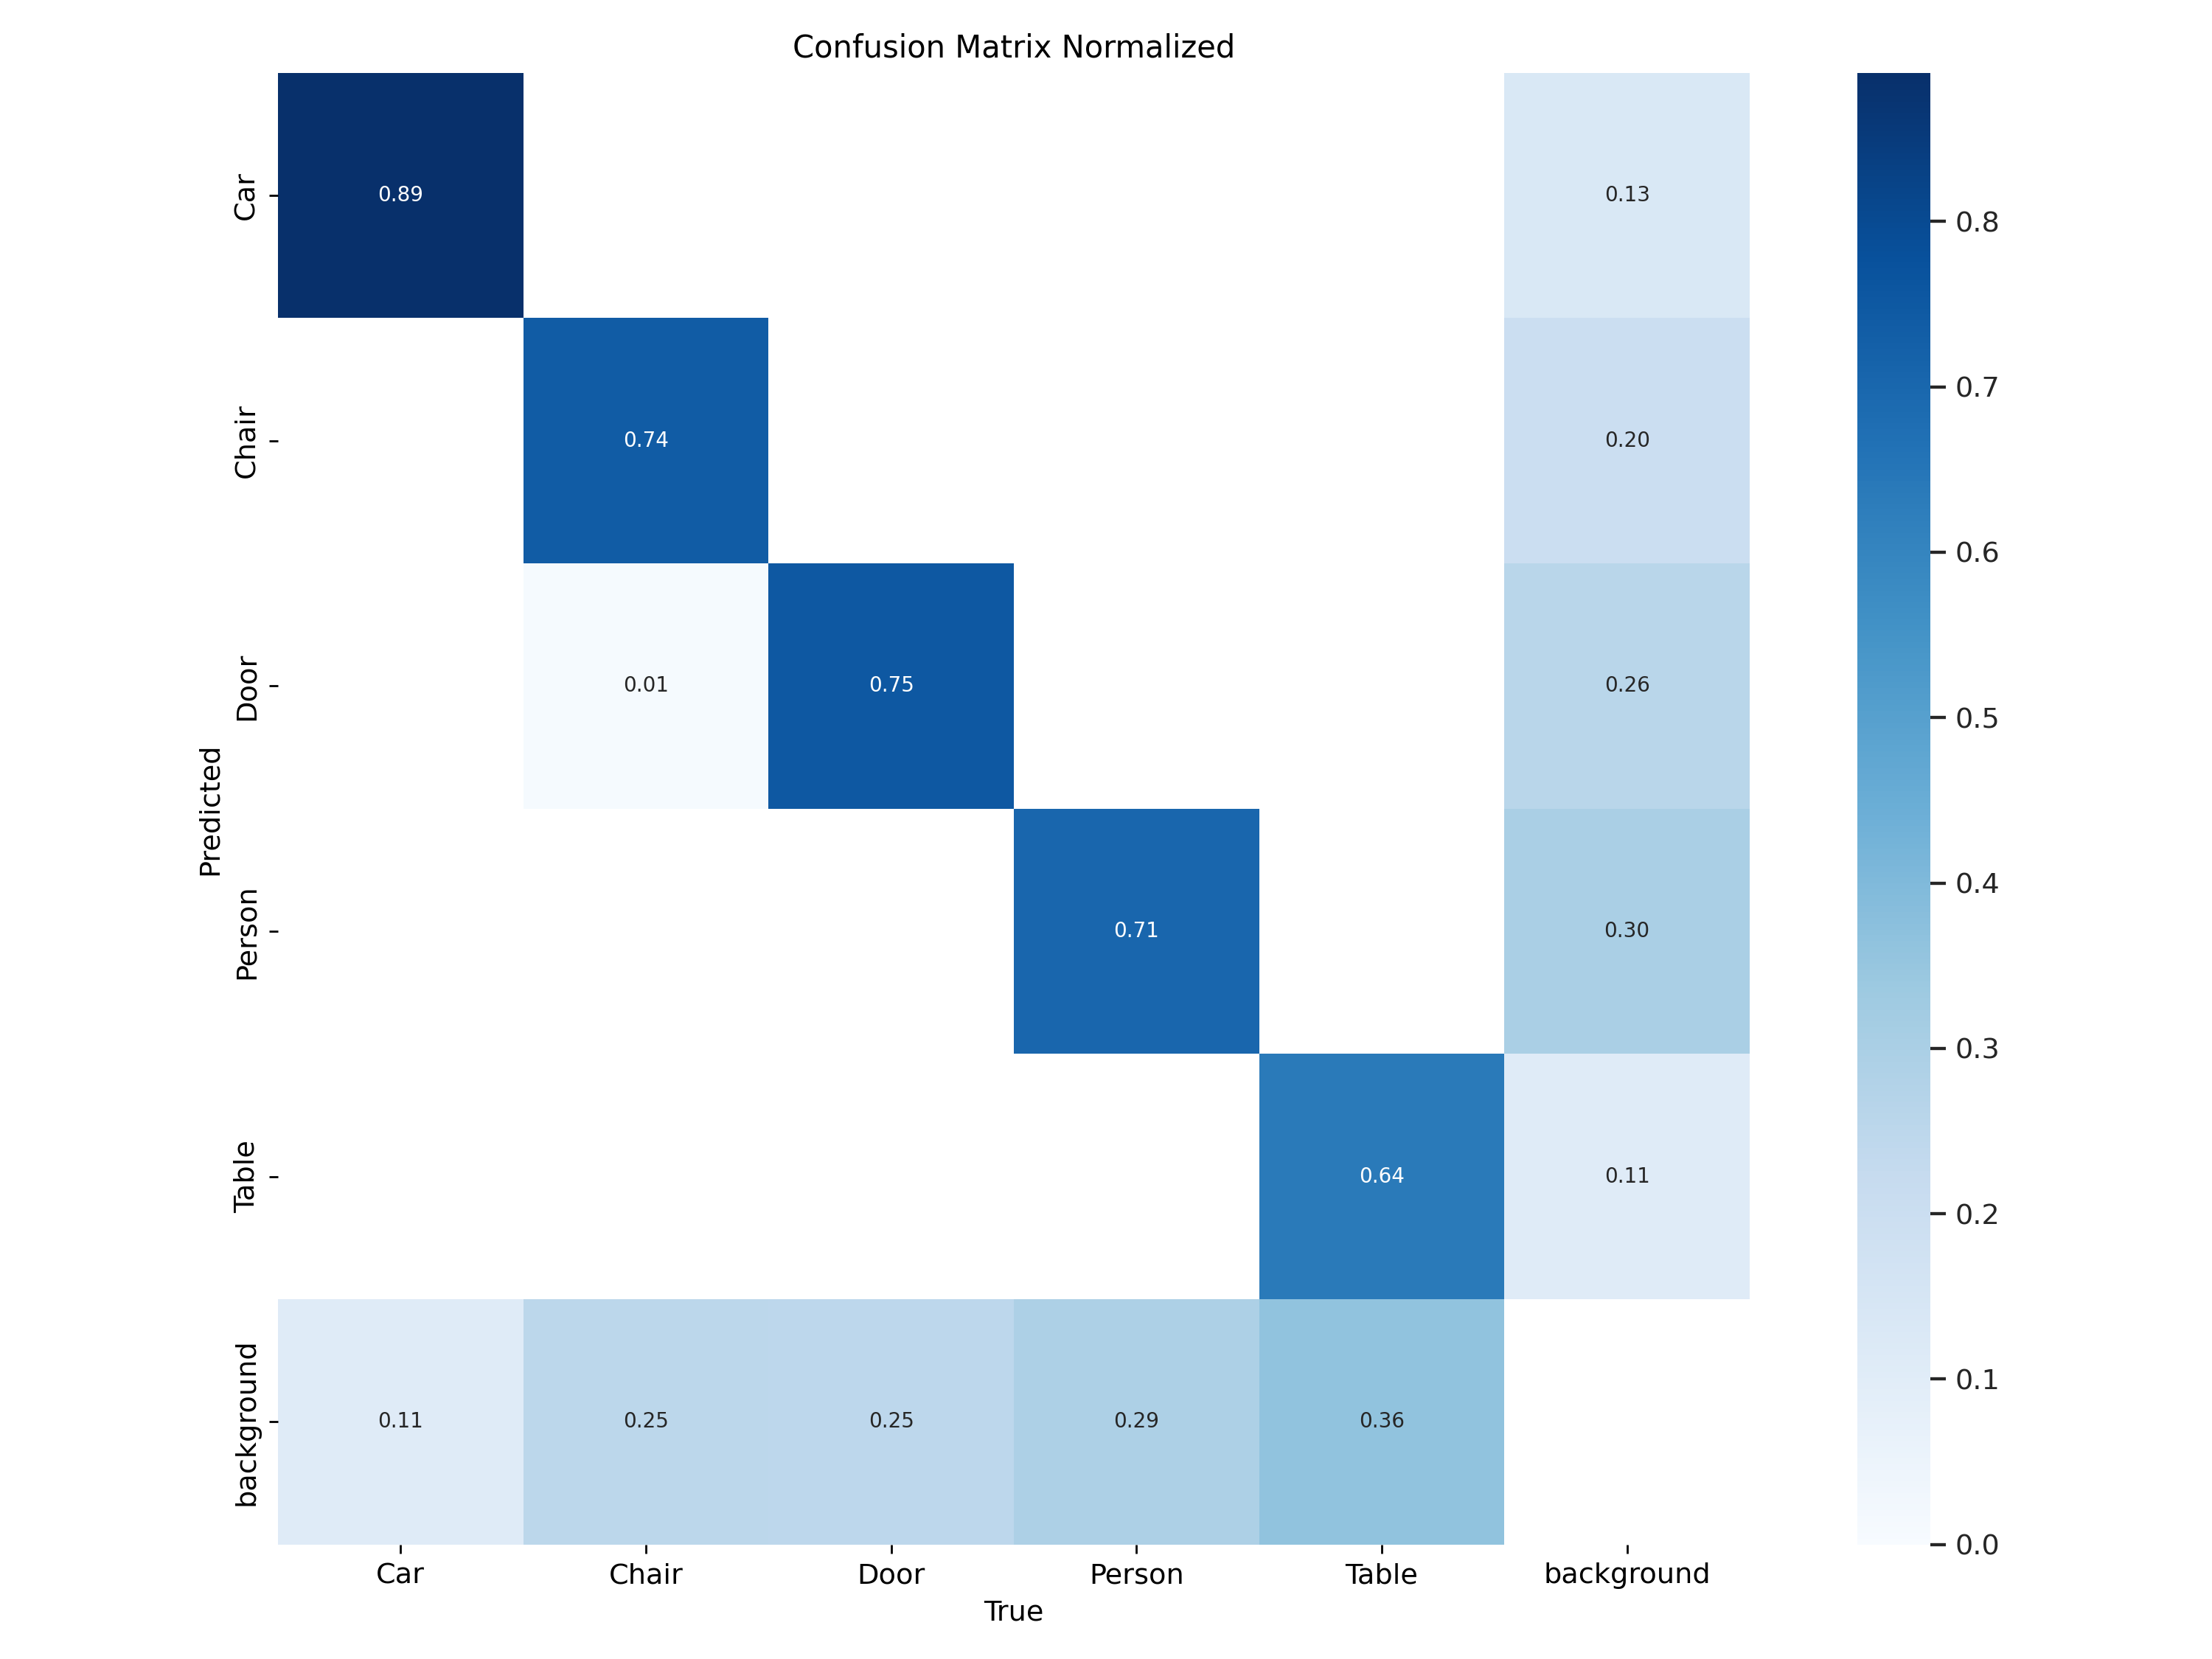 Confusion Matrix Normalized
Car
0.89
0.13
0.8
0.7
Chair
0.74
0.20
0.6
Door
0.01
0.75
0.26
0.5
Predicted
0.4
Person
0.71
0.30
0.3
Table
0.64
0.11
0.2
0.1
background
0.11
0.25
0.25
0.29
0.36
0.0
Car
Chair
Door
Person
Table
background
True